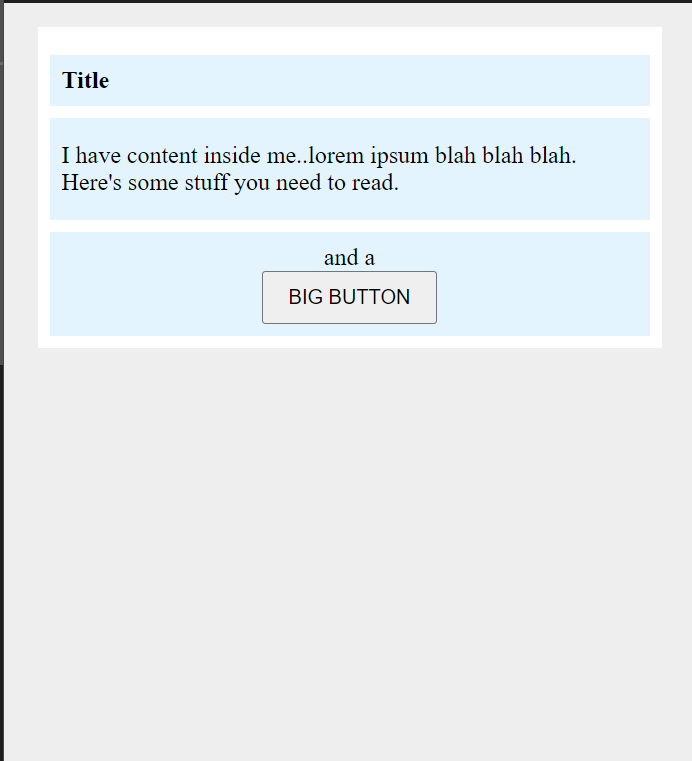 Title
I have content inside me..lorem ipsum blah blah blah.
Here's some stuff you need to read.
and a
BIG BUTTON